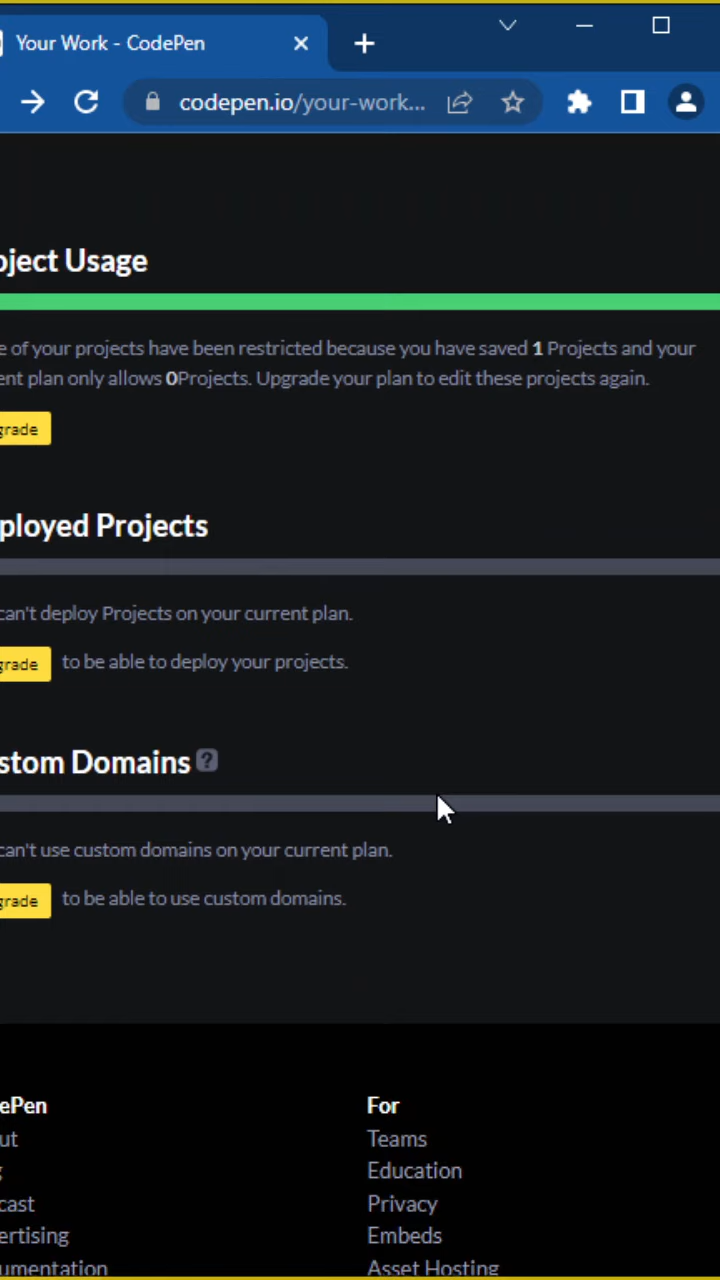 Your Work - CodePen
codepen.io/your-work...
oject Usage
e of your projects have been restricted because you have saved 1 Projects and your
ent plan only allows 0Projects. Upgrade your plan to edit these projects again.
grade
ployed Projects
can't deploy Projects on your current plan.
grade to be able to deploy your projects.
stom Domains ?
can't use custom domains on your current plan.
grade to be able to use custom domains.
ePen
ut
g
cast
ertising
umentation
For
Teams
Education
Privacy
Embeds
Asset Hosting